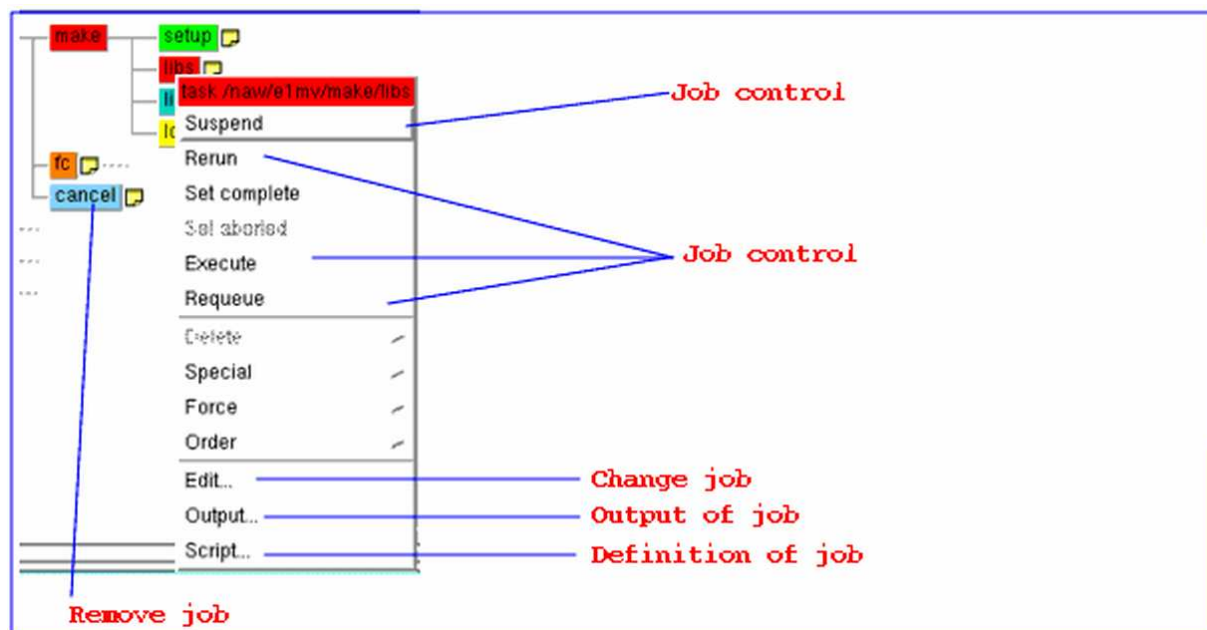 make
setup
libs
task /naw/e1mv/make/libs
Job control
li
Suspend
lo
Rerun
fc
cancel
Set complete
Set aborted
Job control
Execute
Requeue
Delete
Special
Force
Order
Edit...
Change job
Output...
Output of job
Script...
Definition of job
Remove job